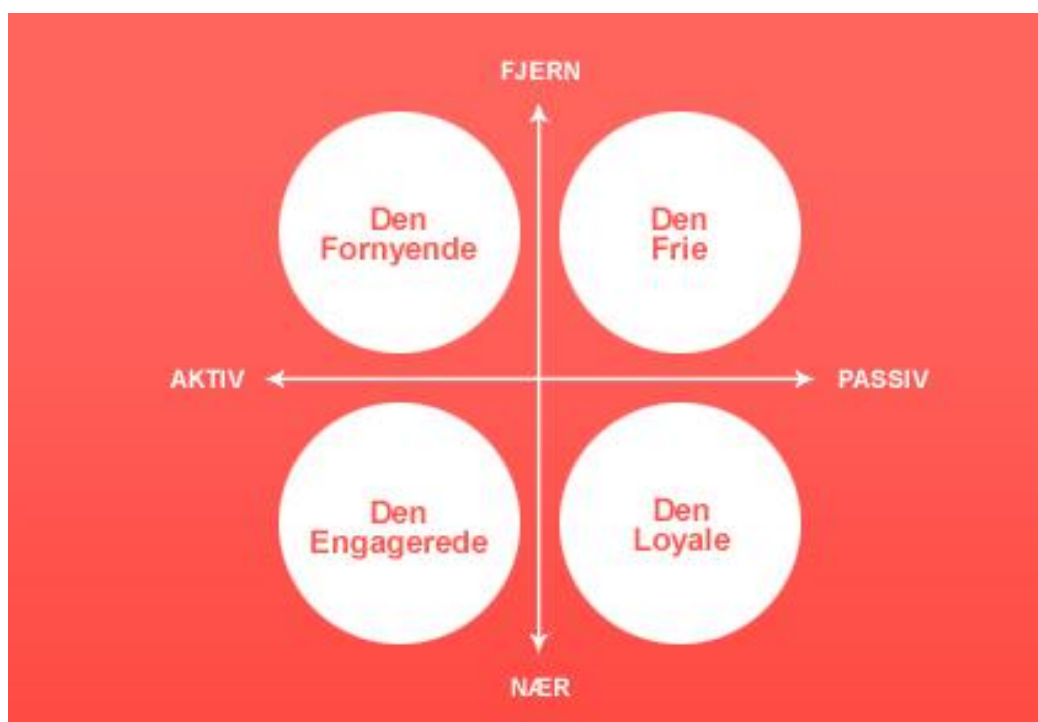 FJERN
Den
Fornyende
Den
Frie
AKTIV
PASSIV
Den
Engagerede
Den
Loyale
NÆR